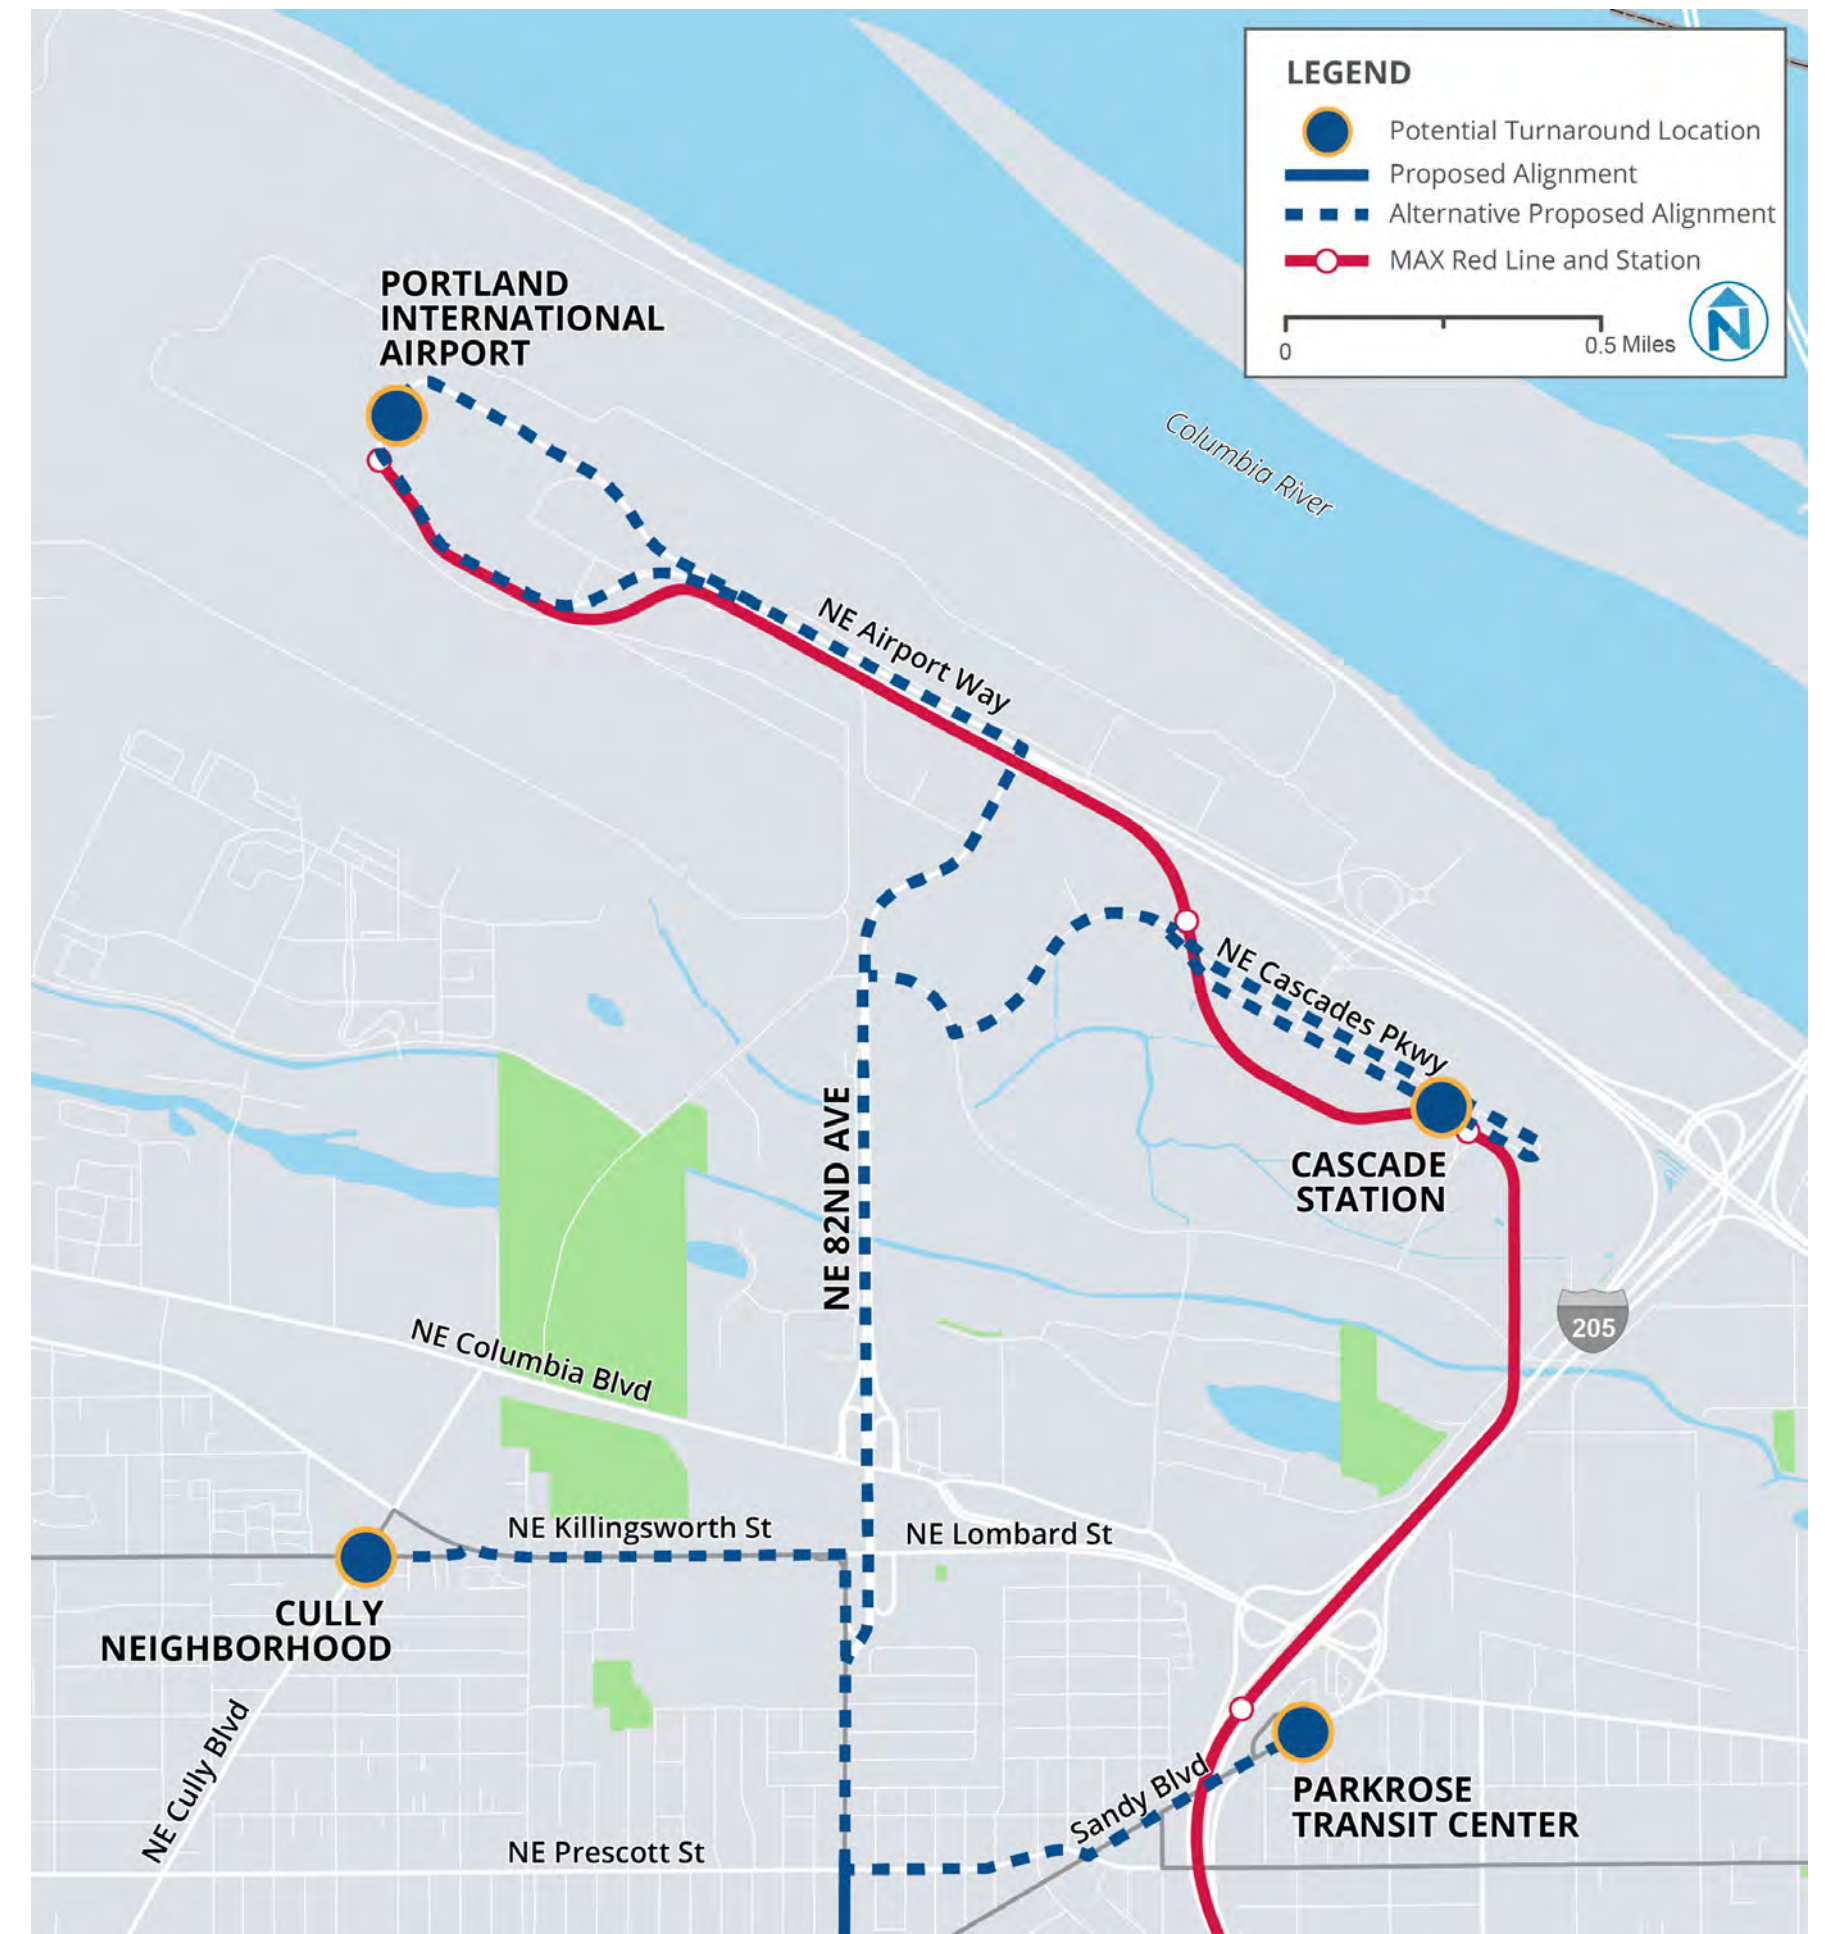 LEGEND
Potential Turnaround Location
Proposed Alignment
Alternative Proposed Alignment
MAX Red Line and Station
0
0.5 Miles
N
PORTLAND
INTERNATIONAL
AIRPORT
Columbia River
NE Airport Way
NE Cascades Pkwy
NE 82ND AVE
CASCADE
STATION
205
NE Columbia Blvd
NE Killingsworth St
NE Lombard St
CULLY
NEIGHBORHOOD
NE Cully Blvd
Sandy Blvd
PARKROSE
TRANSIT CENTER
NE Prescott St